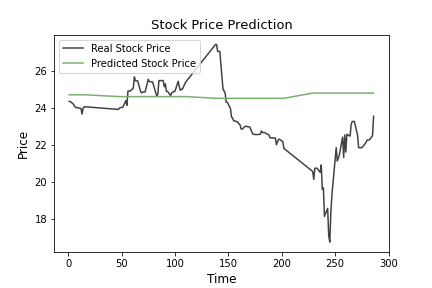 Stock Price Prediction
Real Stock Price
Predicted Stock Price
26
24
22
20
18
Price
0 50 100 150 200 250 300
Time